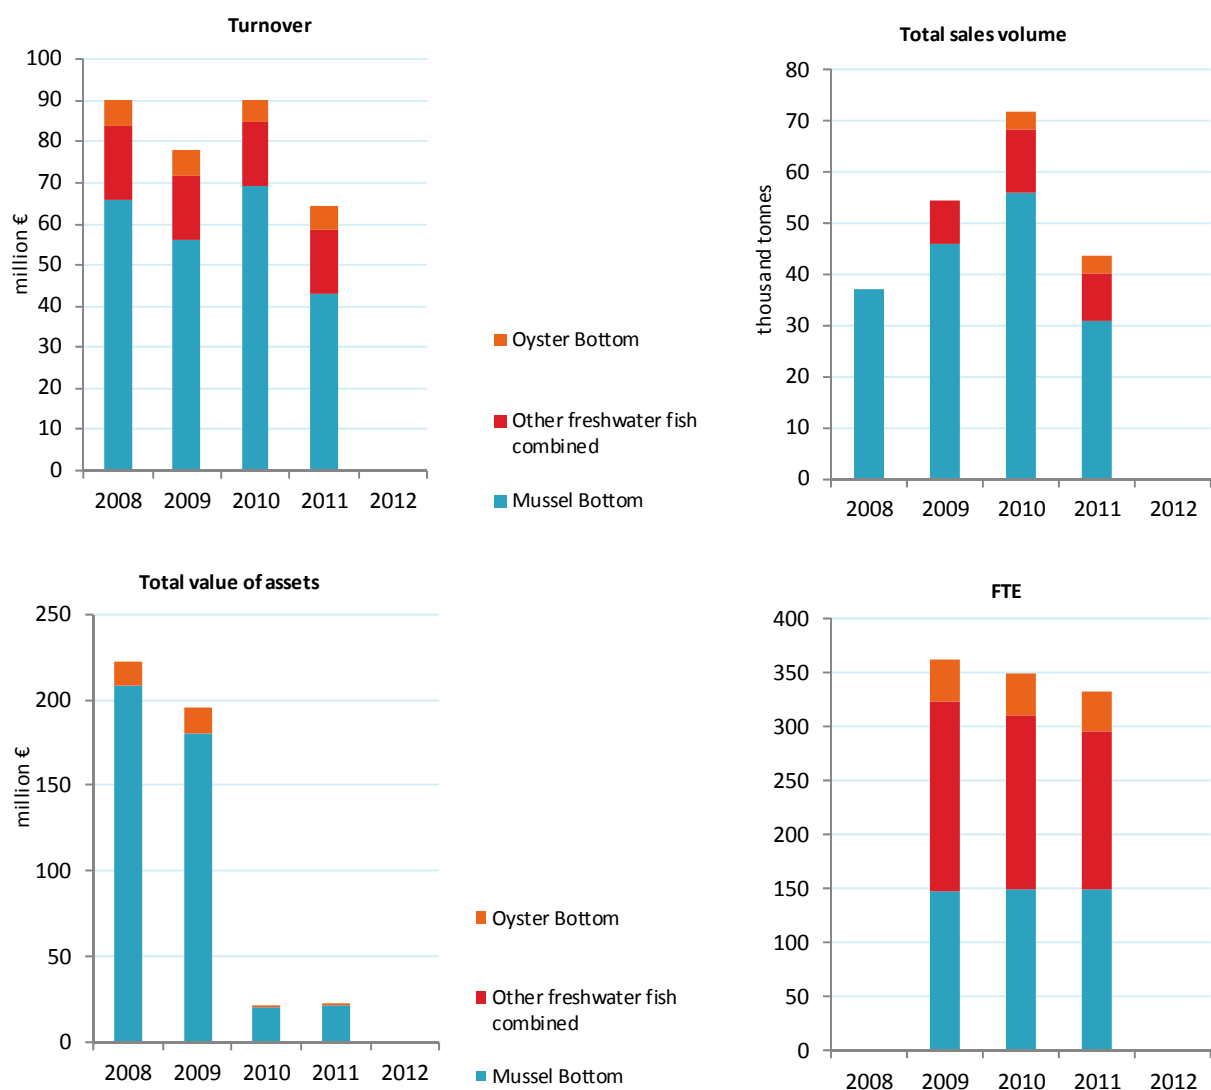 Turnover
100
90
80
70
60
50
40
30
20
10
0
million €
2008 2009 2010 2011 2012
Oyster Bottom
Other freshwater fish
combined
Mussel Bottom
Total sales volume
80
70
60
50
40
30
20
10
0
thousand tonnes
2008 2009 2010 2011 2012
Total value of assets
250
200
150
100
50
0
million €
2008 2009 2010 2011 2012
Oyster Bottom
Other freshwater fish
combined
Mussel Bottom
FTE
400
350
300
250
200
150
100
50
0
2008 2009 2010 2011 2012